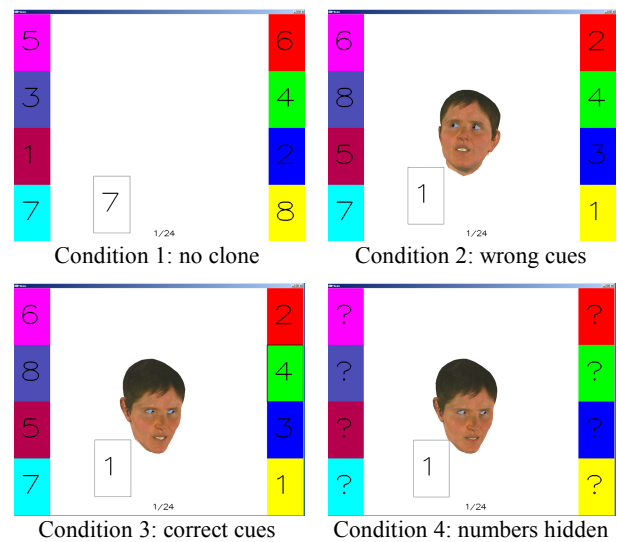 5 6
3 4
1 2
7 7 8
1/24
Condition 1: no clone
6 2
8 4
5 3
7 1 1
1/24
Condition 2: wrong cues
6 2
8 4
5 3
7 1 1
1/24
Condition 3: correct cues
? ?
? ?
? ?
? 1 ?
1/24
Condition 4: numbers hidden